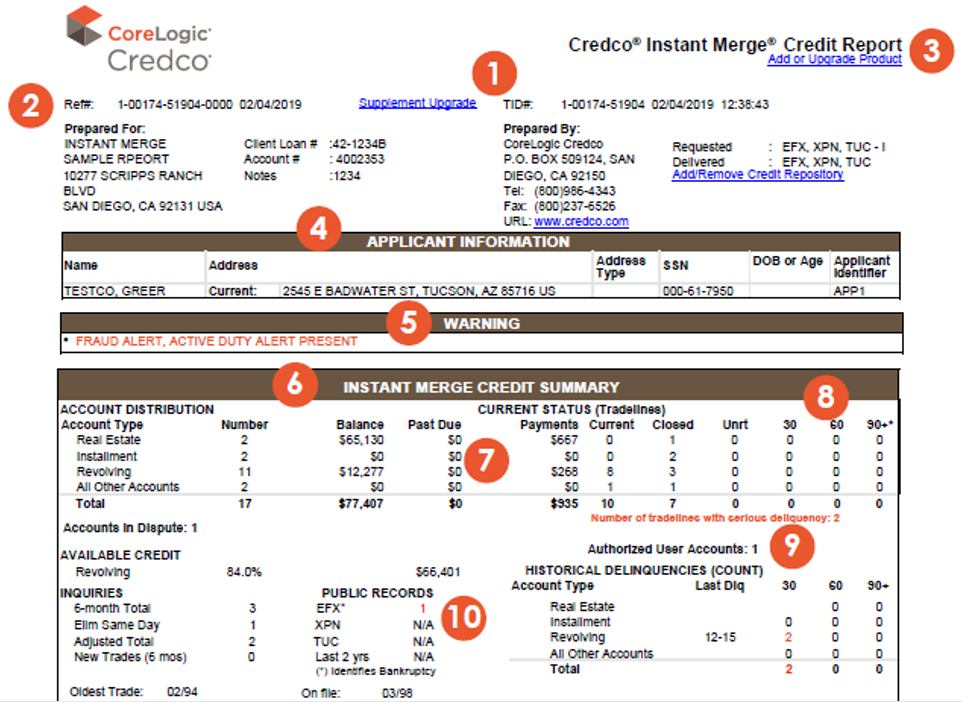 CoreLogic
Credco
Credco® Instant Merge® Credit Report
Add or Upgrade Product
3
1
2
Ref#: 1-00174-51904-0000 02/04/2019 Supplement Upgrade TID#: 1-00174-51904 02/04/2019 12:38:43
Prepared For: Prepared By:
INSTANT MERGE Client Loan # :42-1234B CoreLogic Credco Requested : EFX, XPN, TUC - I
SAMPLE RPEORT Account # : 4002353 P.O. BOX 509124, SAN Delivered : EFX, XPN, TUC
10277 SCRIPPS RANCH Notes :1234 DIEGO, CA 92150 Add/Remove Credit Repository
BLVD Tel: (800)986-4343
SAN DIEGO, CA 92131 USA Fax: (800)237-6526
URL: www.credco.com
4
APPLICANT INFORMATION
Name Address Address Type SSN DOB or Age Applicant Identifier
TESTCO, GREER Current: 2545 E BADWATER ST, TUCSON, AZ 85716 US 000-61-7950 APP1
5
WARNING
* FRAUD ALERT, ACTIVE DUTY ALERT PRESENT
6
INSTANT MERGE CREDIT SUMMARY
8
ACCOUNT DISTRIBUTION CURRENT STATUS (Tradelines)
Account Type Number Balance Past Due Payments Current Closed Unrt 30 60 90+*
Real Estate 2 $65,130 $0 $667 0 1 0 0 0 0
Installment 2 $0 $0 $0 0 2 0 0 0 0
7
Revolving 11 $12,277 $0 $268 8 3 0 0 0 0
All Other Accounts 2 $0 $0 $0 1 1 0 0 0 0
Total 17 $77,407 $0 $935 10 7 0 0 0 0
Number of tradelines with serious deliquency: 2
Accounts In Dispute: 1
Authorized User Accounts: 1
9
AVAILABLE CREDIT
Revolving 84.0% $66,401
HISTORICAL DELINQUENCIES (COUNT)
Account Type Last Dlq 30 60 90+
INQUIRIES PUBLIC RECORDS
6-month Total 3 EFX* 1 Real Estate 0 0
10
Elim Same Day 1 XPN N/A Installment 0 0 0
Adjusted Total 2 TUC N/A Revolving 12-15 2 0 0
New Trades (6 mos) 0 Last 2 yrs N/A All Other Accounts 0 0 0
(*) Identifies Bankruptcy Total 2 0 0
Oldest Trade: 02/94 On file: 03/98